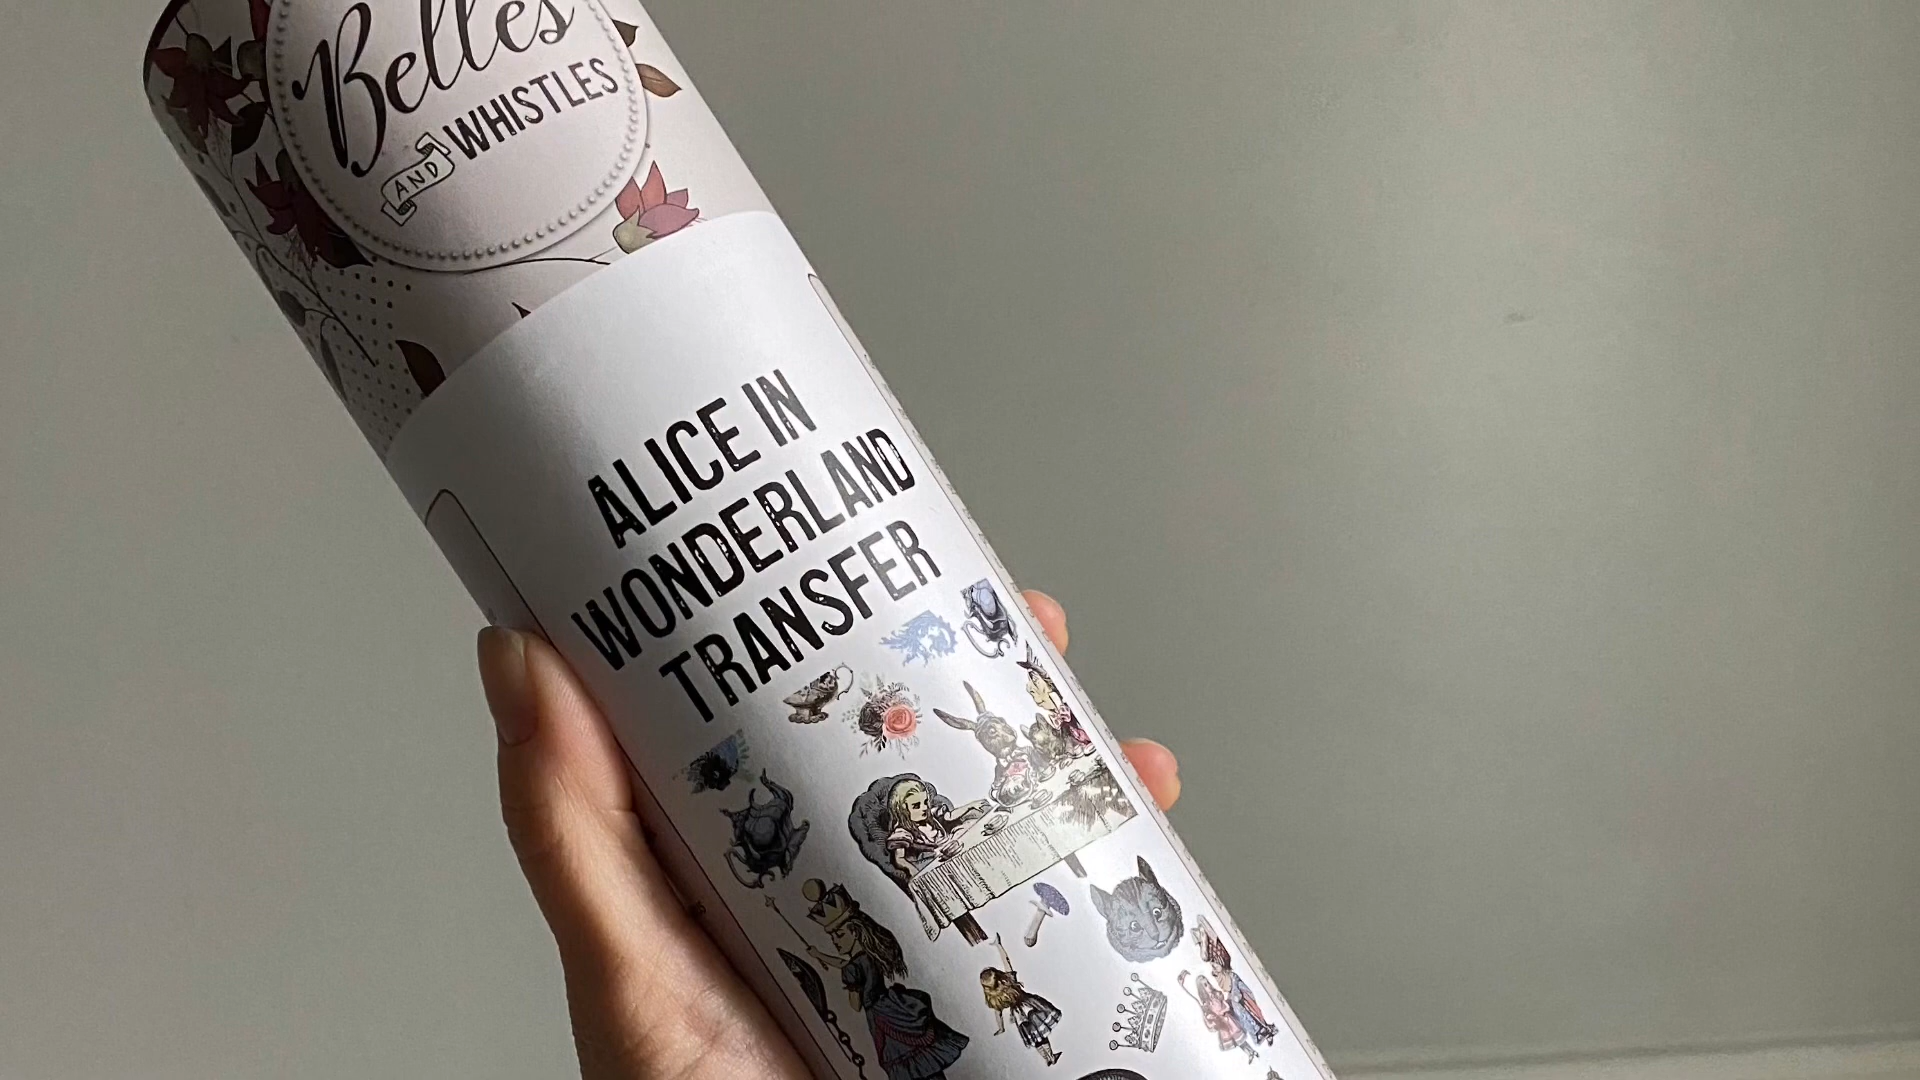 Belles
AND WHISTLES
ALICE IN
WONDERLAND
TRANSFER